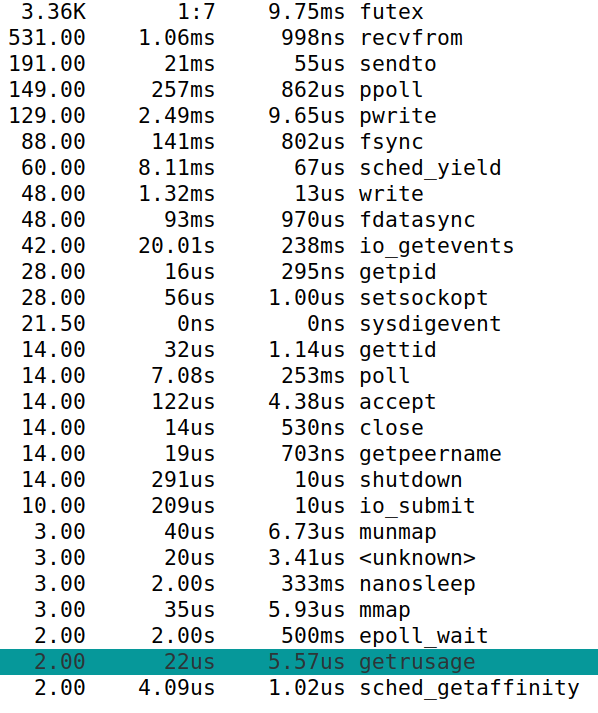 3.36K 1:7 9.75ms futex
531.00 1.06ms 998ns recvfrom
191.00 21ms 55us sendto
149.00 257ms 862us ppoll
129.00 2.49ms 9.65us pwrite
88.00 141ms 802us fsync
60.00 8.11ms 67us sched_yield
48.00 1.32ms 13us write
48.00 93ms 970us fdatasync
42.00 20.01s 238ms io_getevents
28.00 16us 295ns getpid
28.00 56us 1.00us setsockopt
21.50 0ns 0ns sysdigevent
14.00 32us 1.14us gettid
14.00 7.08s 253ms poll
14.00 122us 4.38us accept
14.00 14us 530ns close
14.00 19us 703ns getpeername
14.00 291us 10us shutdown
10.00 209us 10us io_submit
3.00 40us 6.73us munmap
3.00 20us 3.41us <unknown>
3.00 2.00s 333ms nanosleep
3.00 35us 5.93us mmap
2.00 2.00s 500ms epoll_wait
2.00 22us 5.57us getrusage
2.00 4.09us 1.02us sched_getaffinity